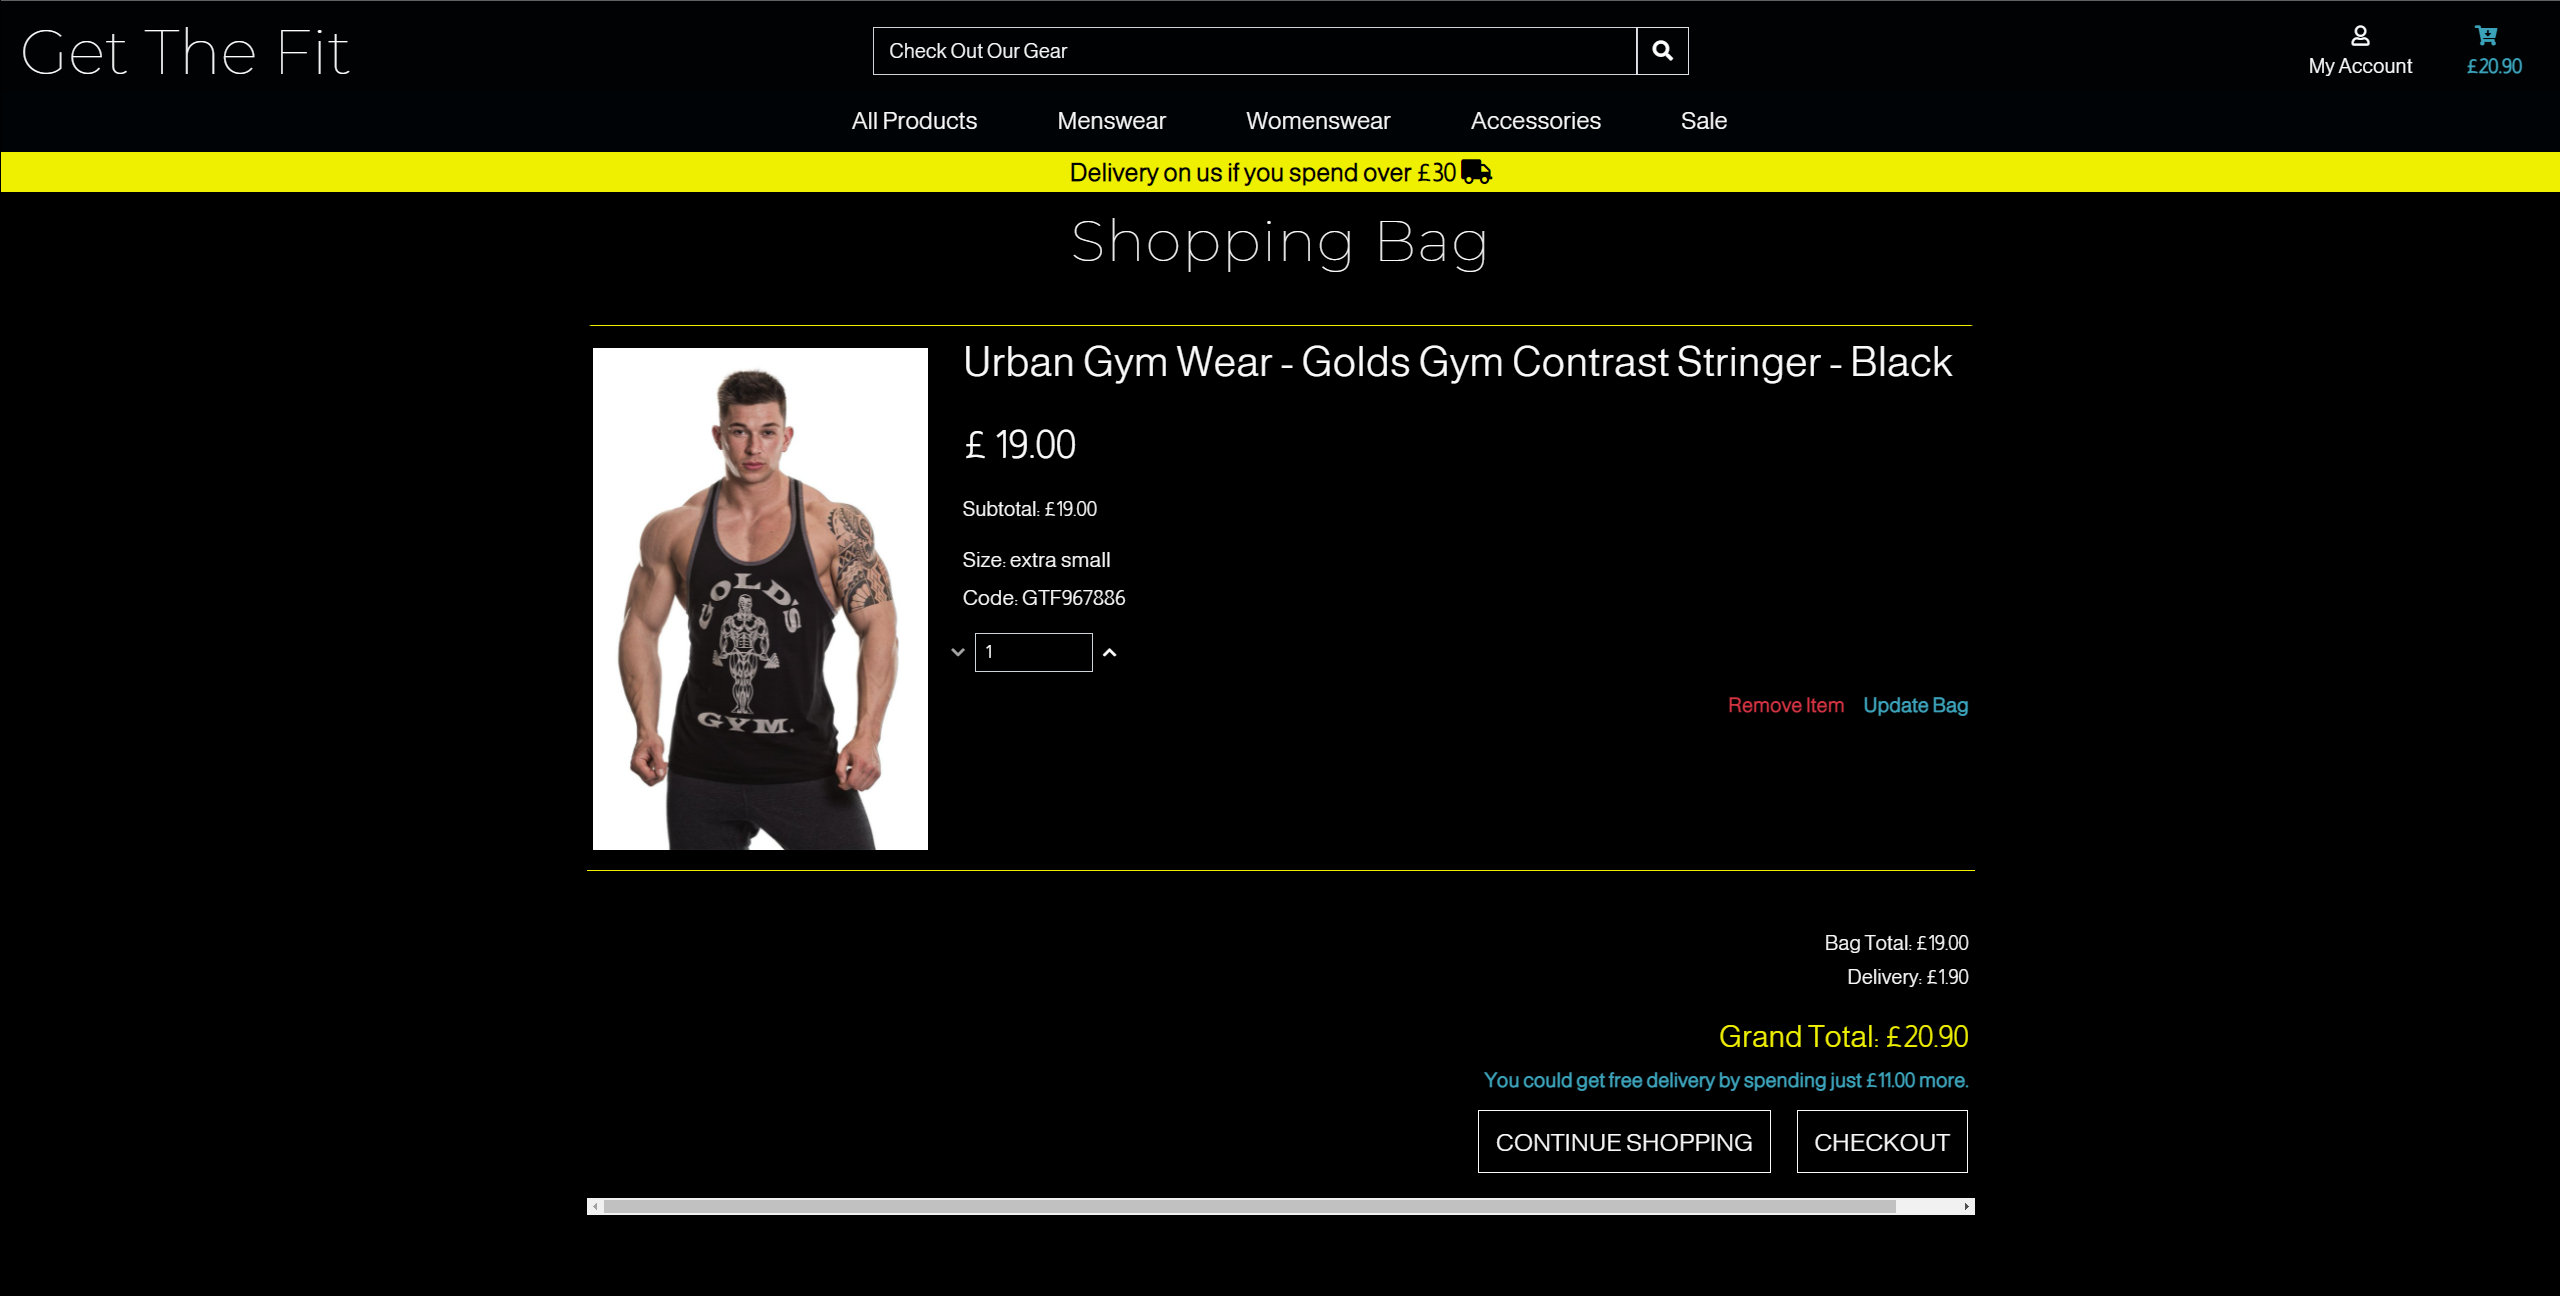 Get The Fit
Check Out Our Gear
My Account
£20.90
All Products
Menswear
Womenswear
Accessories
Sale
Delivery on us if you spend over £30
Shopping Bag
Urban Gym Wear - Golds Gym Contrast Stringer - Black
£ 19.00
Subtotal: £19.00
Size: extra small
Code: GTF967886
1
GOLD'S
GYM.
Remove Item
Update Bag
Bag Total: £19.00
Delivery: £1.90
Grand Total: £20.90
You could get free delivery by spending just £11.00 more.
CONTINUE SHOPPING
CHECKOUT